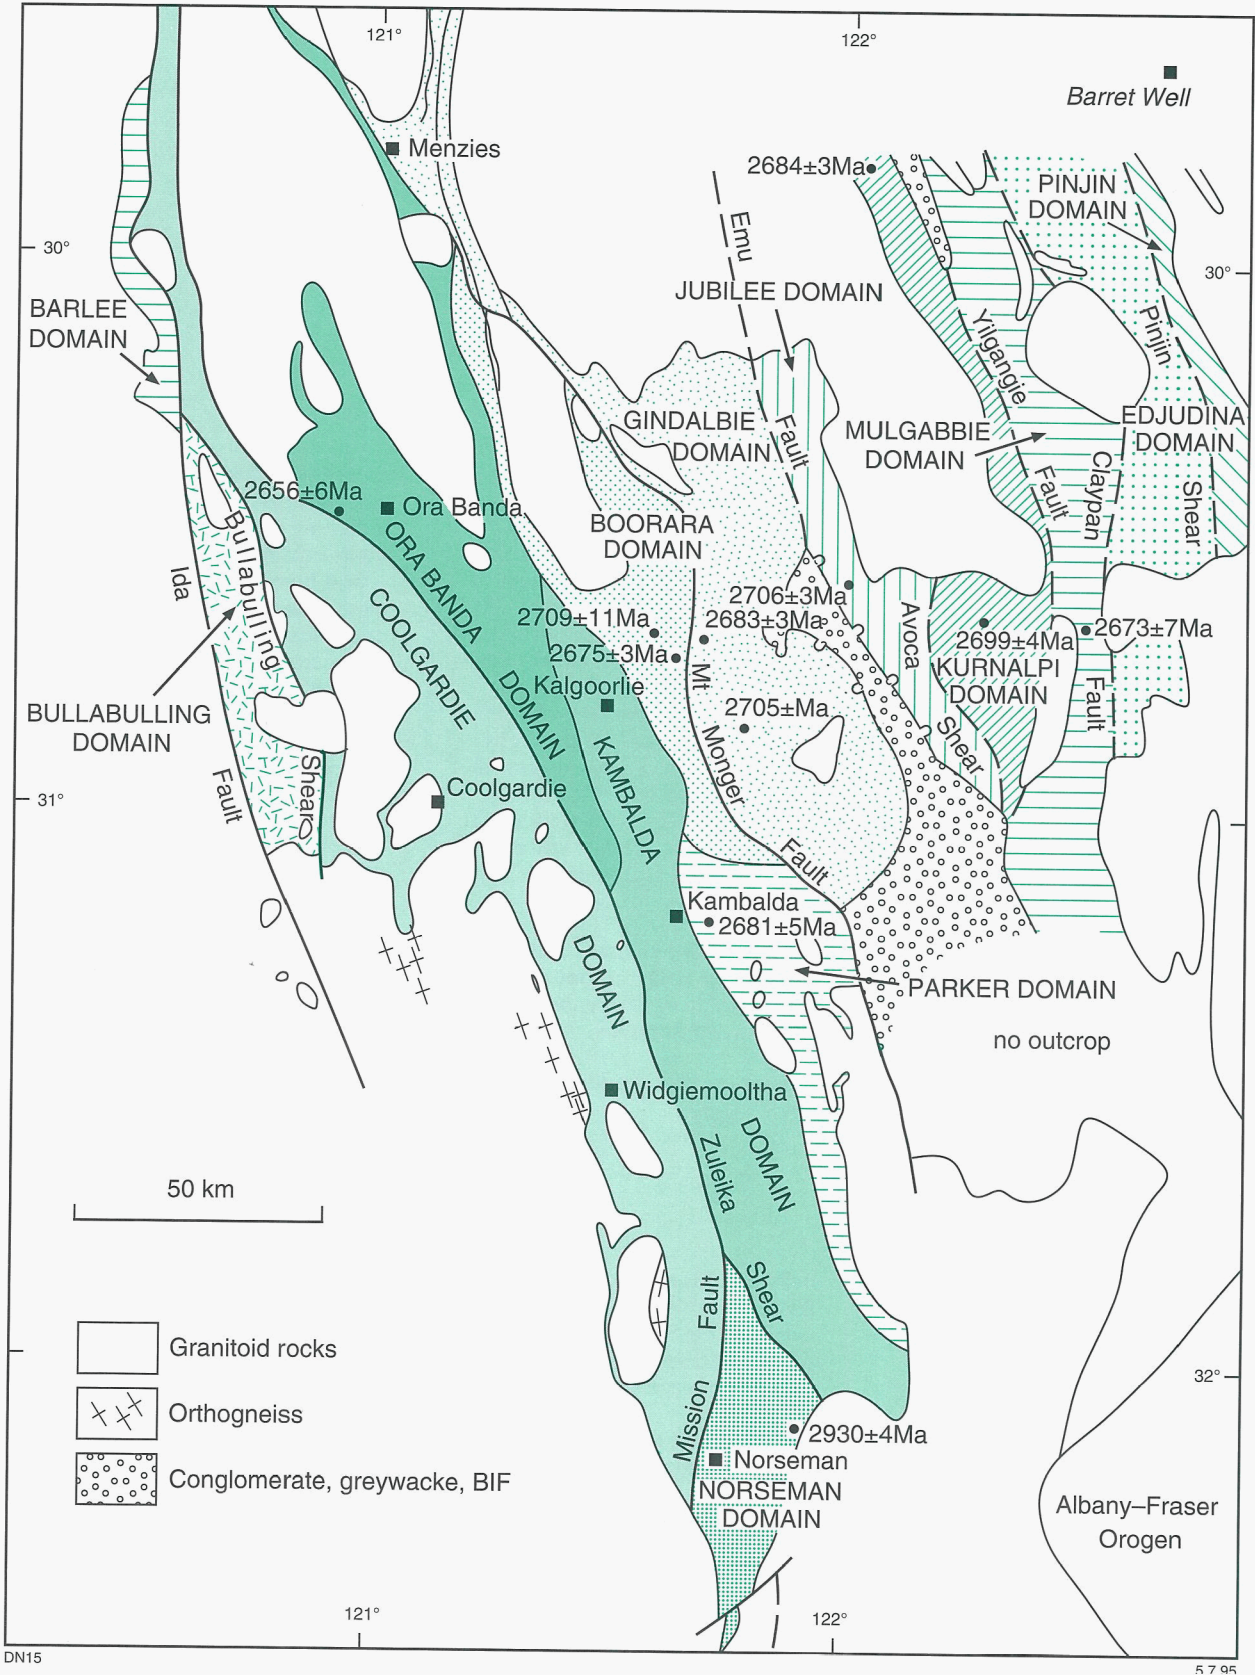 121°
122°
Barret Well
Menzies
2684±3Ma
PINJIN
DOMAIN
30°
30°
Emu
JUBILEE DOMAIN
BARLEE
DOMAIN
Yilgangie
Pinjin
GINDALBIE
DOMAIN
Fault
MULGABBIE
DOMAIN
EDJUDINA
DOMAIN
2656±6Ma
Ora Banda
Fault
Claypan
Shear
BOORARA
DOMAIN
Bullabulling
Ida
ORA BANDA
DOMAIN
COOLGARDIE
2706±3Ma
2709±11Ma
2683±3Ma
2675±3Ma
Avoca
2699±4Ma
2673±7Ma
KURNALPI
DOMAIN
Mt
Kalgoorlie
Fault
BULLABULLING
DOMAIN
2705±Ma
Monger
KAMBALDA
Shear
Shear
Fault
Coolgardie
31°
Fault
Kambalda
2681±5Ma
DOMAIN
PARKER DOMAIN
no outcrop
Widgiemooltha
DOMAIN
Zuleika
50 km
Shear
Fault
Granitoid rocks
32°
Mission
Orthogneiss
2930±4Ma
Norseman
Conglomerate, greywacke, BIF
NORSEMAN
DOMAIN
Albany–Fraser
Orogen
121°
122°
DN15
5.7.95